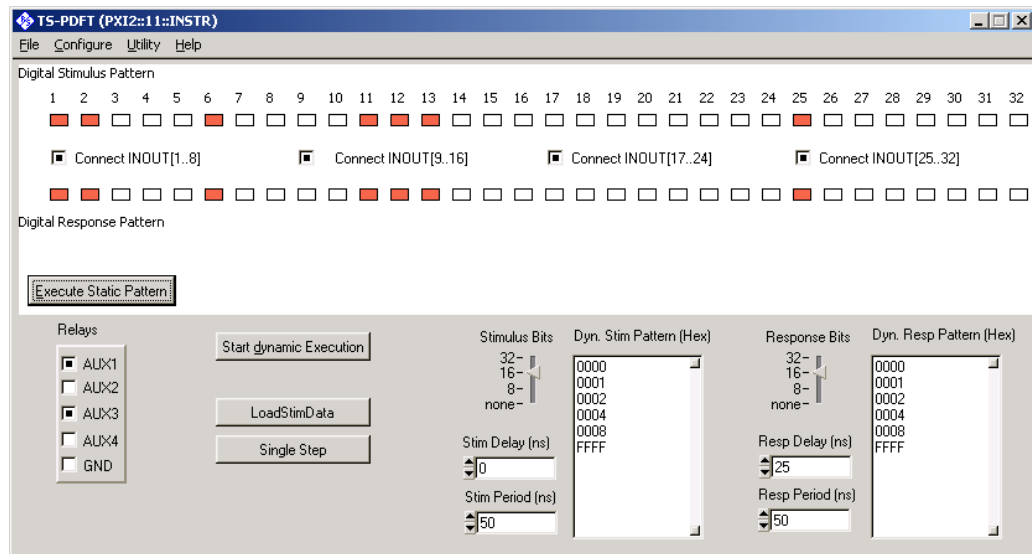 TS-PDFT (PXI2::11::INSTR)
File Configure Utility Help
Digital Stimulus Pattern
1 2 3 4 5 6 7 8 9 10 11 12 13 14 15 16 17 18 19 20 21 22 23 24 25 26 27 28 29 30 31 32
Connect INOUT[1..8] Connect INOUT[9..16] Connect INOUT[17..24] Connect INOUT[25..32]
Digital Response Pattern
Execute Static Pattern
Relays
AUX1
AUX2
AUX3
AUX4
GND
Start dynamic Execution
LoadStimData
Single Step
Stimulus Bits
32
16
8
none
Stim Delay (ns)
0
Stim Period (ns)
50
Dyn. Stim Pattern (Hex)
0000
0001
0002
0004
0008
FFFF
Response Bits
32
16
8
none
Resp Delay (ns)
25
Resp Period (ns)
50
Dyn. Resp Pattern (Hex)
0000
0001
0002
0004
0008
FFFF